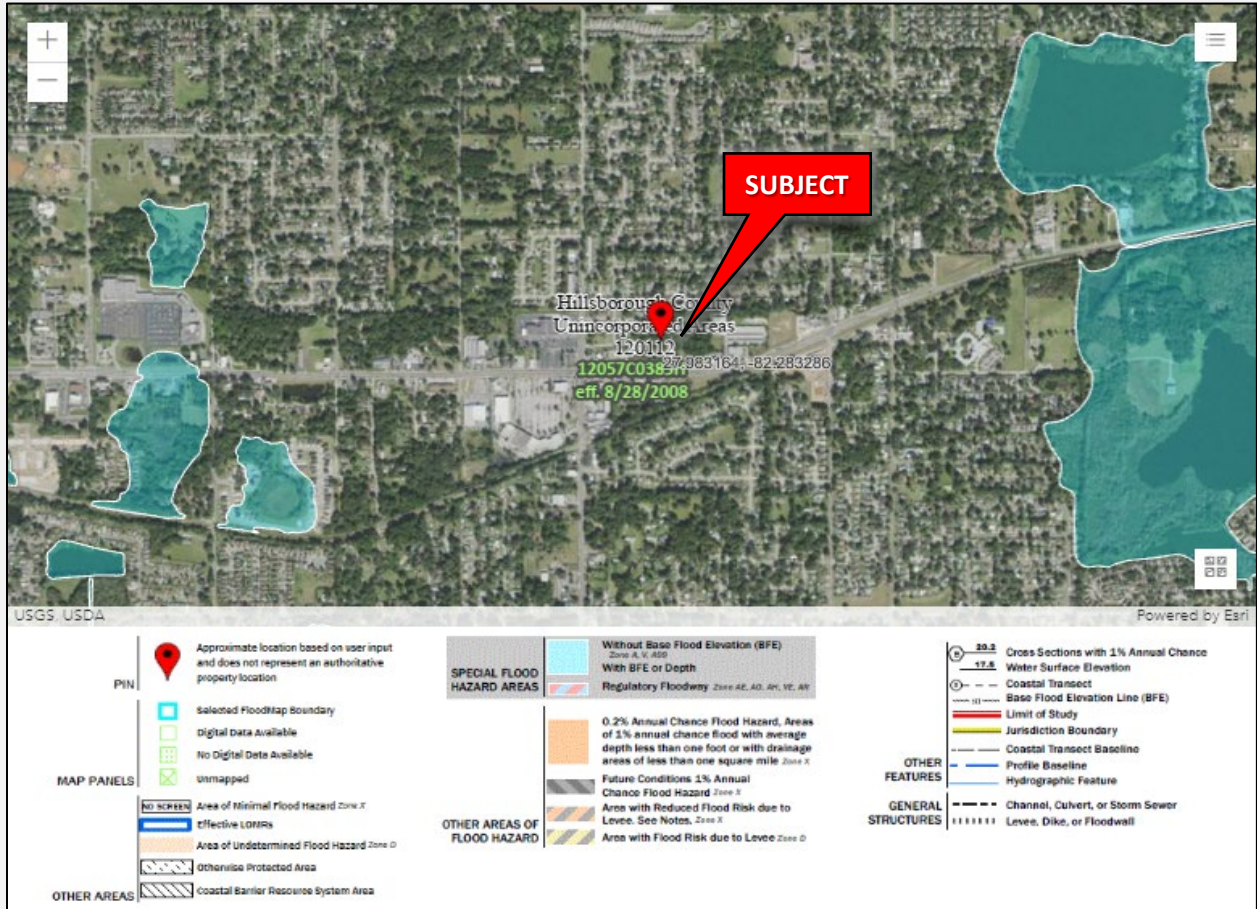 +
−
SUBJECT
Hillsborough County
Unincorporated Areas
120112
27.983164, -82.283286
12057C0389H
eff. 8/28/2008
USGS, USDA
Powered by Esri
PIN
Approximate location based on user input
and does not represent an authoritative
property location
MAP PANELS
Selected FloodMap Boundary
Digital Data Available
No Digital Data Available
Unmapped
OTHER AREAS
NO SCREEN Area of Minimal Flood Hazard Zone X
Effective LOMRs
Area of Undetermined Flood Hazard Zone D
Otherwise Protected Area
Coastal Barrier Resource System Area
SPECIAL FLOOD
HAZARD AREAS
Without Base Flood Elevation (BFE)
Zone A, V, A99
With BFE or Depth
Regulatory Floodway Zone AE, AO, AH, VE, AR
OTHER AREAS OF
FLOOD HAZARD
0.2% Annual Chance Flood Hazard, Areas
of 1% annual chance flood with average
depth less than one foot or with drainage
areas of less than one square mile Zone X
Future Conditions 1% Annual
Chance Flood Hazard Zone X
Area with Reduced Flood Risk due to
Levee. See Notes. Zone X
Area with Flood Risk due to Levee Zone D
OTHER
FEATURES
20.2 Cross Sections with 1% Annual Chance
17.5 Water Surface Elevation
Coastal Transect
Base Flood Elevation Line (BFE)
Limit of Study
Jurisdiction Boundary
Coastal Transect Baseline
Profile Baseline
Hydrographic Feature
GENERAL
STRUCTURES
Channel, Culvert, or Storm Sewer
Levee, Dike, or Floodwall